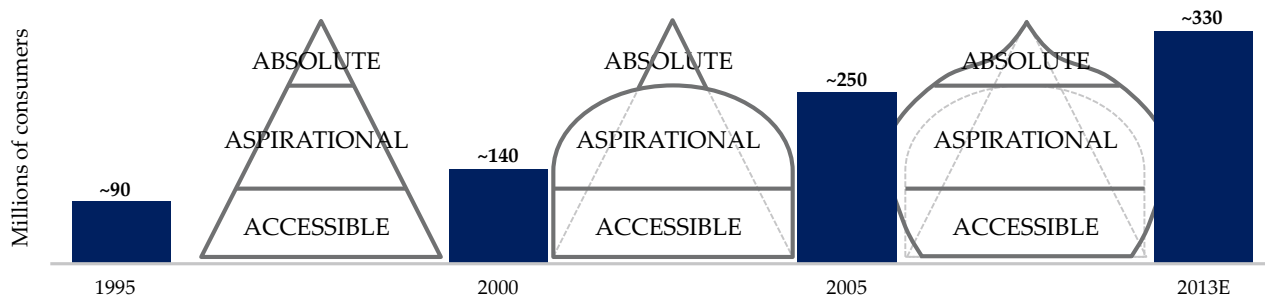 Millions of consumers
~90
ABSOLUTE
ASPIRATIONAL
ACCESSIBLE
~140
ABSOLUTE
ASPIRATIONAL
ACCESSIBLE
~250
ABSOLUTE
ASPIRATIONAL
ACCESSIBLE
~330
1995
2000
2005
2013E